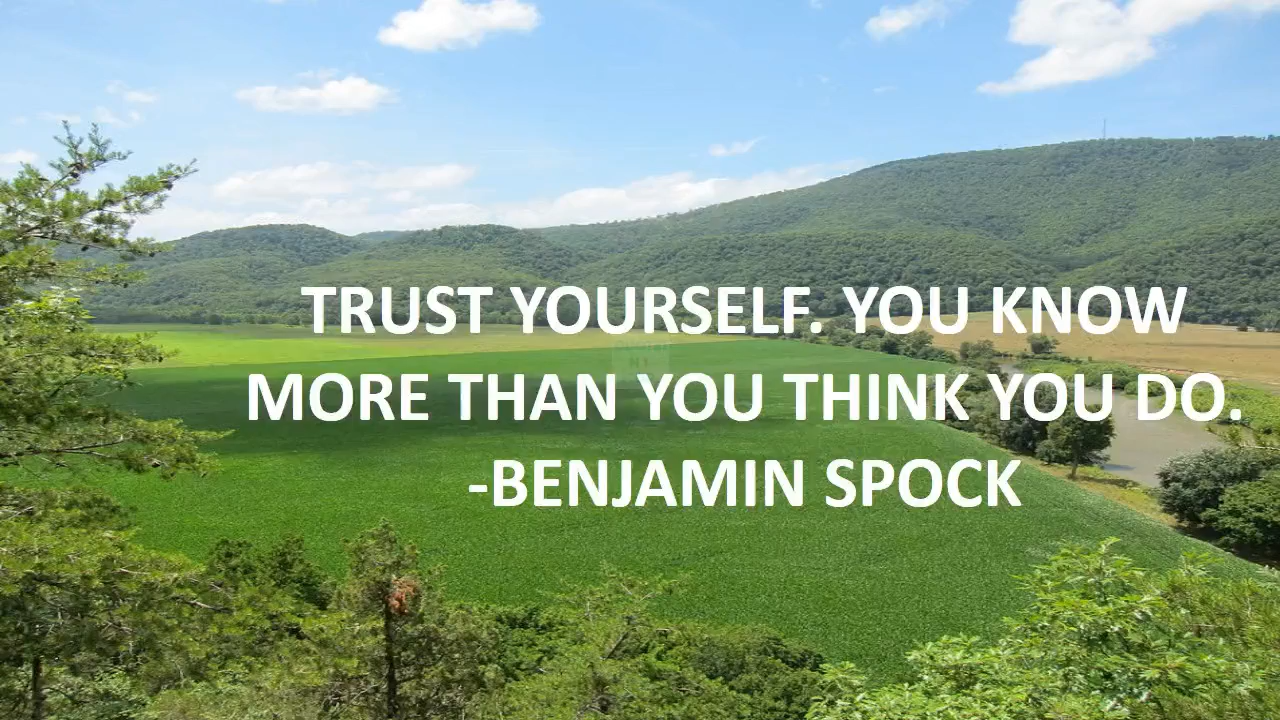 TRUST YOURSELF. YOU KNOW
MORE THAN YOU THINK YOU DO.
-BENJAMIN SPOCK